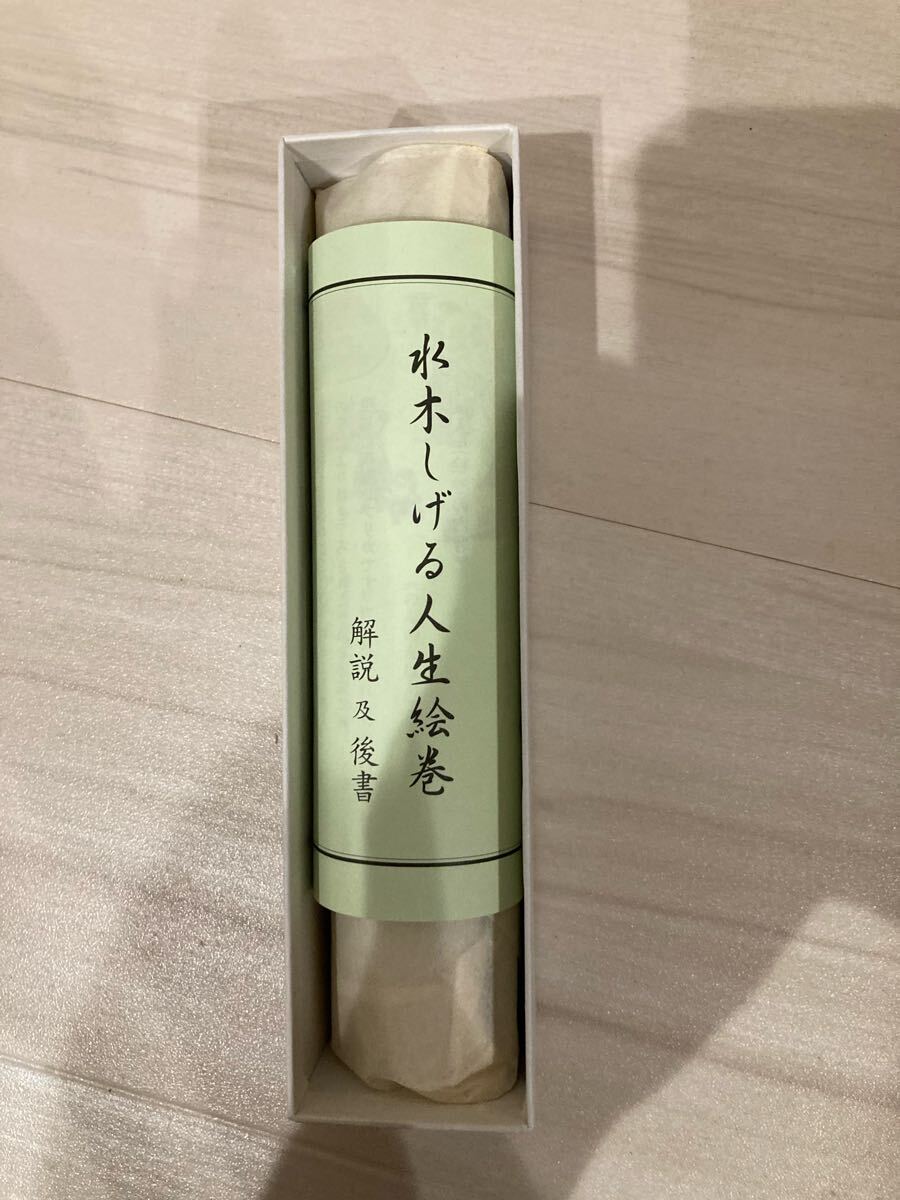 水木しげる人生絵巻
解説 及 後書